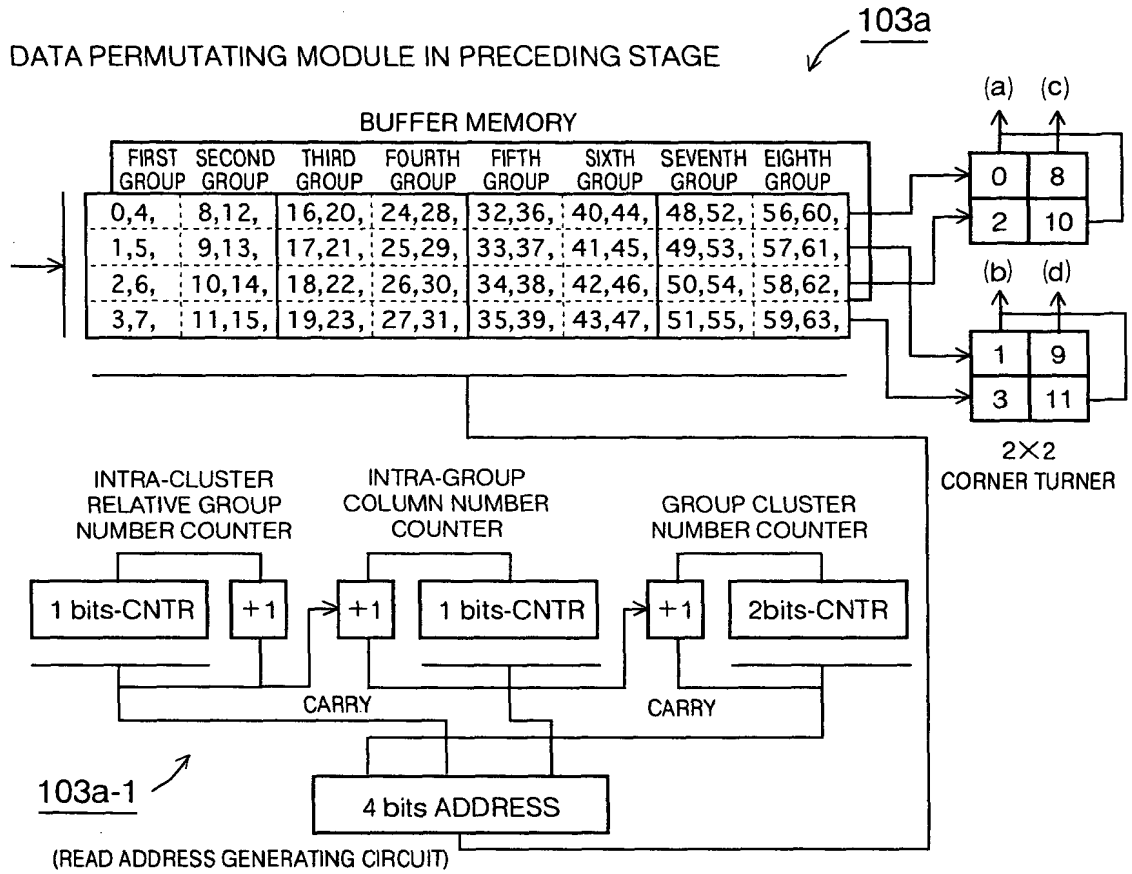 103a
DATA PERMUTATING MODULE IN PRECEDING STAGE
(a) (c)
BUFFER MEMORY
FIRST GROUP SECOND GROUP THIRD GROUP FOURTH GROUP FIFTH GROUP SIXTH GROUP SEVENTH GROUP EIGHTH GROUP
0,4, 8,12, 16,20, 24,28, 32,36, 40,44, 48,52, 56,60,
1,5, 9,13, 17,21, 25,29, 33,37, 41,45, 49,53, 57,61,
2,6, 10,14, 18,22, 26,30, 34,38, 42,46, 50,54, 58,62,
3,7, 11,15, 19,23, 27,31, 35,39, 43,47, 51,55, 59,63,
0 8
2 10
(b) (d)
1 9
3 11
2×2
CORNER TURNER
INTRA-CLUSTER
RELATIVE GROUP
NUMBER COUNTER
INTRA-GROUP
COLUMN NUMBER
COUNTER
GROUP CLUSTER
NUMBER COUNTER
1 bits-CNTR +1 +1 1 bits-CNTR +1 2bits-CNTR
CARRY CARRY
103a-1
4 bits ADDRESS
(READ ADDRESS GENERATING CIRCUIT)